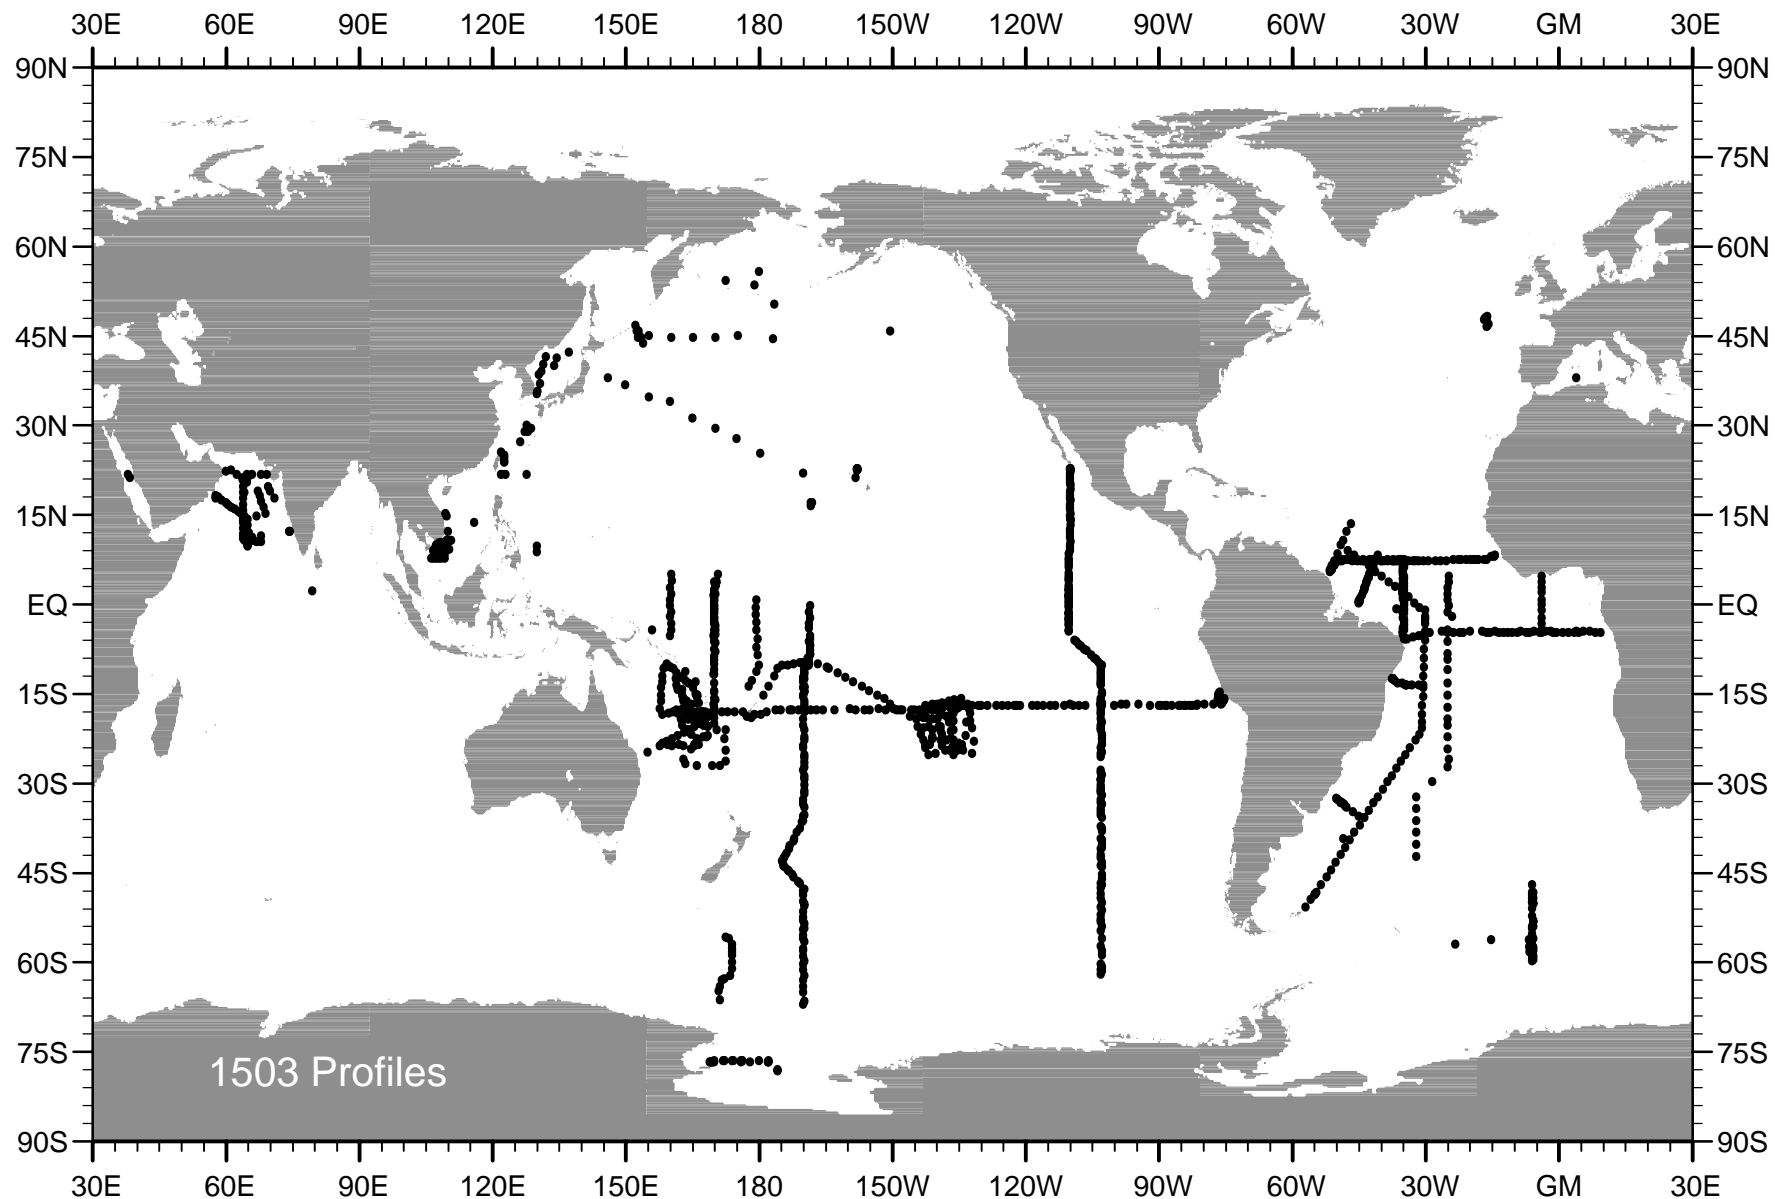 30E 60E 90E 120E 150E 180 150W 120W 90W 60W 30W GM 30E
90N 90N
75N 75N
60N 60N
45N 45N
30N 30N
15N 15N
EQ EQ
15S 15S
30S 30S
45S 45S
60S 60S
75S 75S
1503 Profiles
90S 90S
30E 60E 90E 120E 150E 180 150W 120W 90W 60W 30W GM 30E